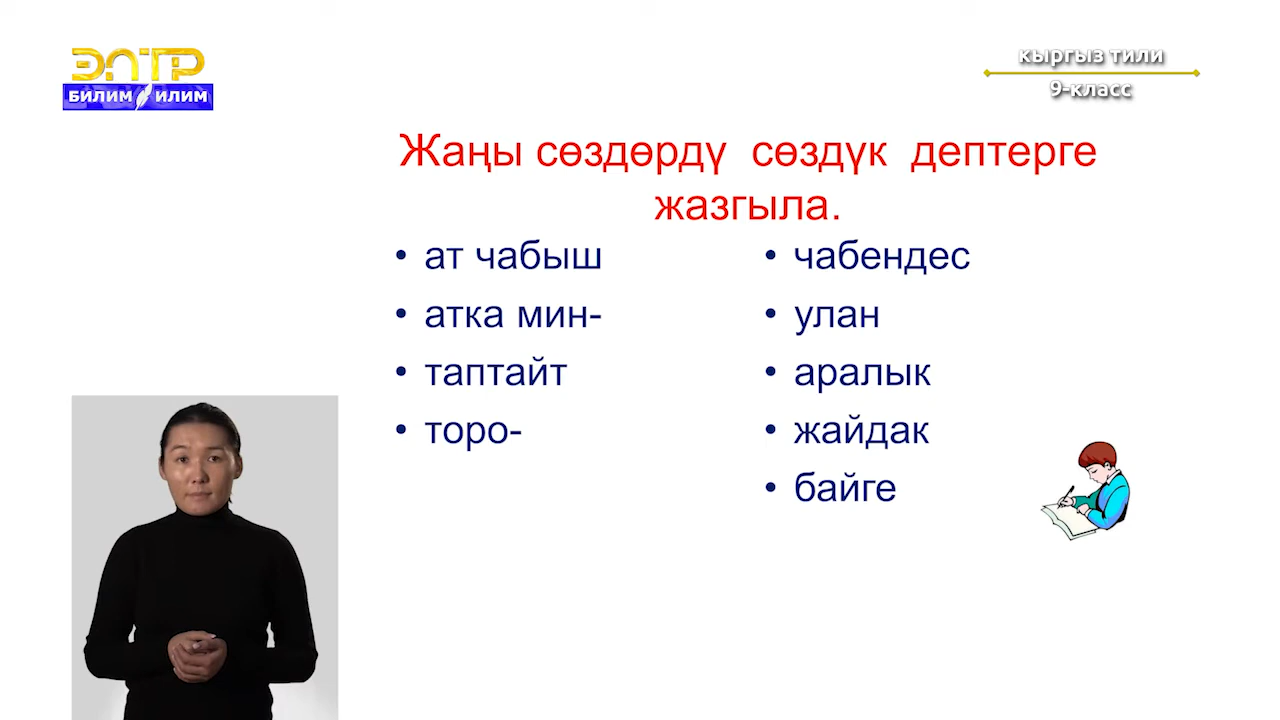 ЭЛТР
БИЛИМ ИЛИМ
кыргыз тили
9-класс
Жаңы сөздөрдү сөздүк дептерге
жазгыла.
• ат чабыш
• атка мин-
• таптайт
• торо-
• чабендес
• улан
• аралык
• жайдак
• байге